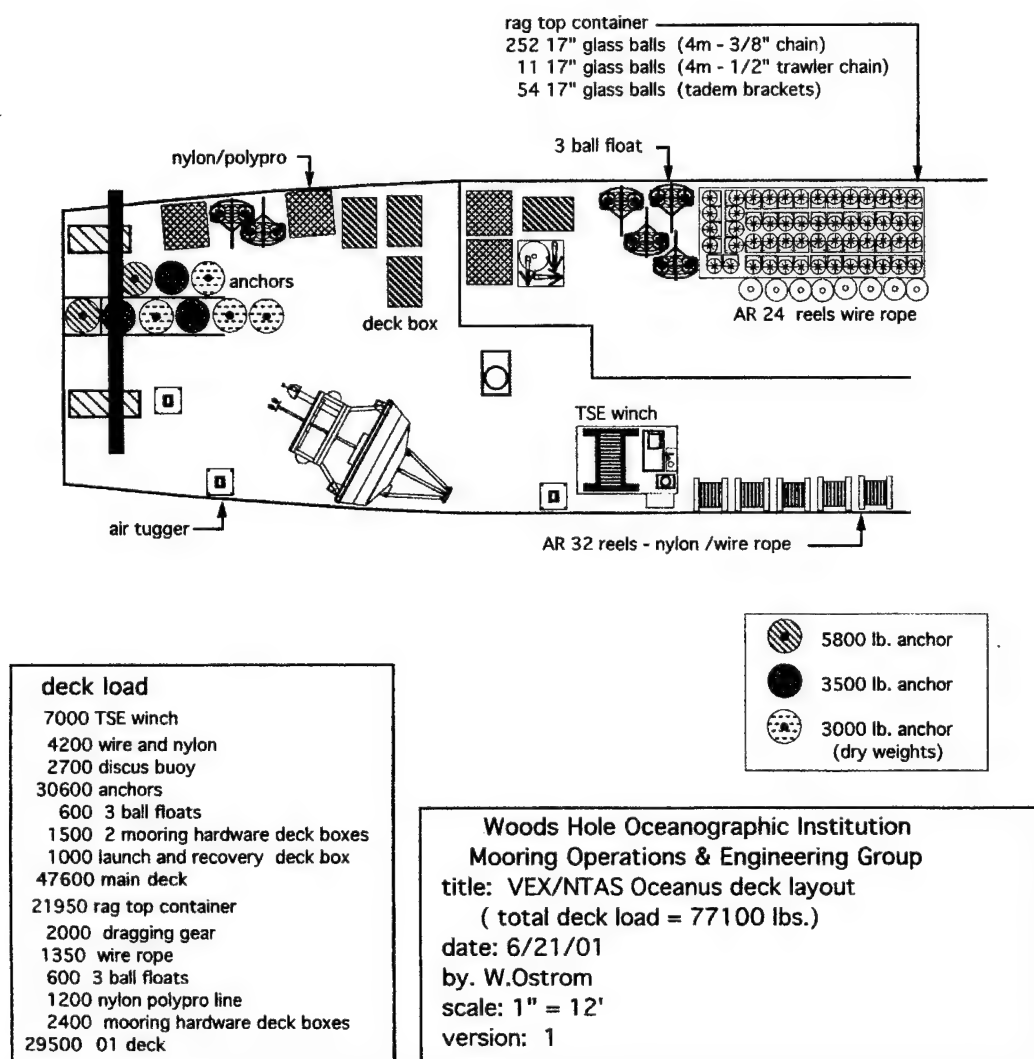 rag top container
252 17" glass balls (4m - 3/8" chain)
11 17" glass balls (4m - 1/2" trawler chain)
54 17" glass balls (tadem brackets)
nylon/polypro
3 ball float
anchors
deck box
AR 24 reels wire rope
TSE winch
air tugger
AR 32 reels - nylon /wire rope
5800 lb. anchor
3500 lb. anchor
3000 lb. anchor
(dry weights)
deck load
7000 TSE winch
4200 wire and nylon
2700 discus buoy
30600 anchors
600 3 ball floats
1500 2 mooring hardware deck boxes
1000 launch and recovery deck box
47600 main deck
21950 rag top container
2000 dragging gear
1350 wire rope
600 3 ball floats
1200 nylon polypro line
2400 mooring hardware deck boxes
29500 01 deck
Woods Hole Oceanographic Institution
Mooring Operations & Engineering Group
title: VEX/NTAS Oceanus deck layout
( total deck load = 77100 lbs.)
date: 6/21/01
by. W.Ostrom
scale: 1" = 12'
version: 1